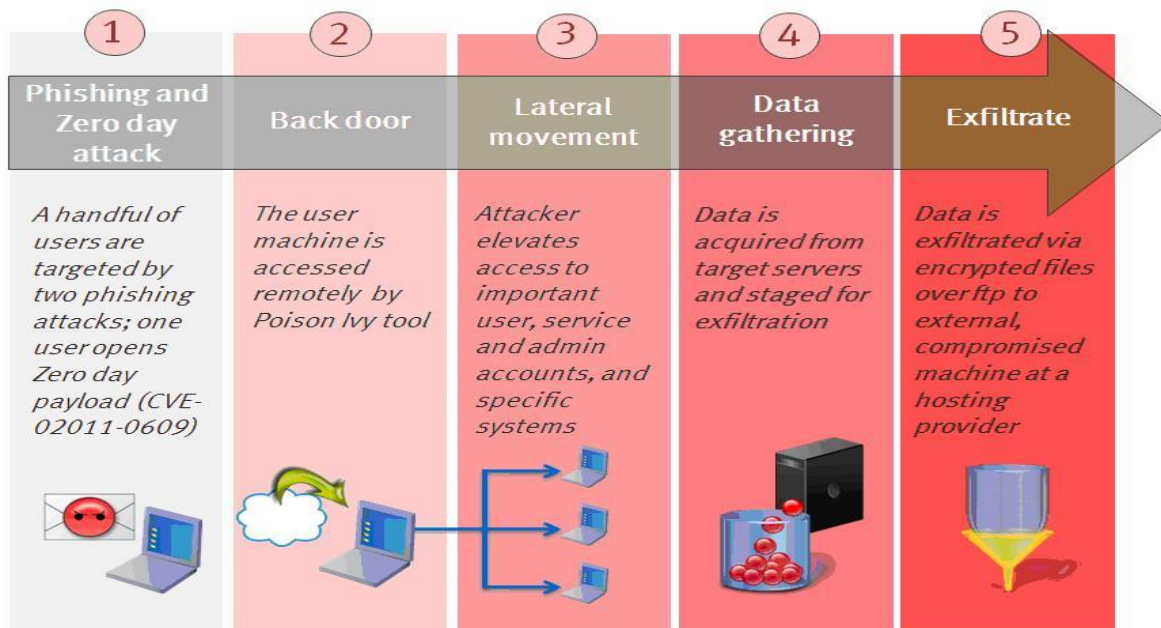 1
Phishing and
Zero day
attack
A handful of
users are
targeted by
two phishing
attacks; one
user opens
Zero day
payload (CVE-
02011-0609)
2
Back door
The user
machine is
accessed
remotely by
Poison Ivy tool
3
Lateral
movement
Attacker
elevates
access to
important
user, service
and admin
accounts, and
specific
systems
4
Data
gathering
Data is
acquired from
target servers
and staged for
exfiltration
5
Exfiltrate
Data is
exfiltrated via
encrypted files
over ftp to
external,
compromised
machine at a
hosting
provider